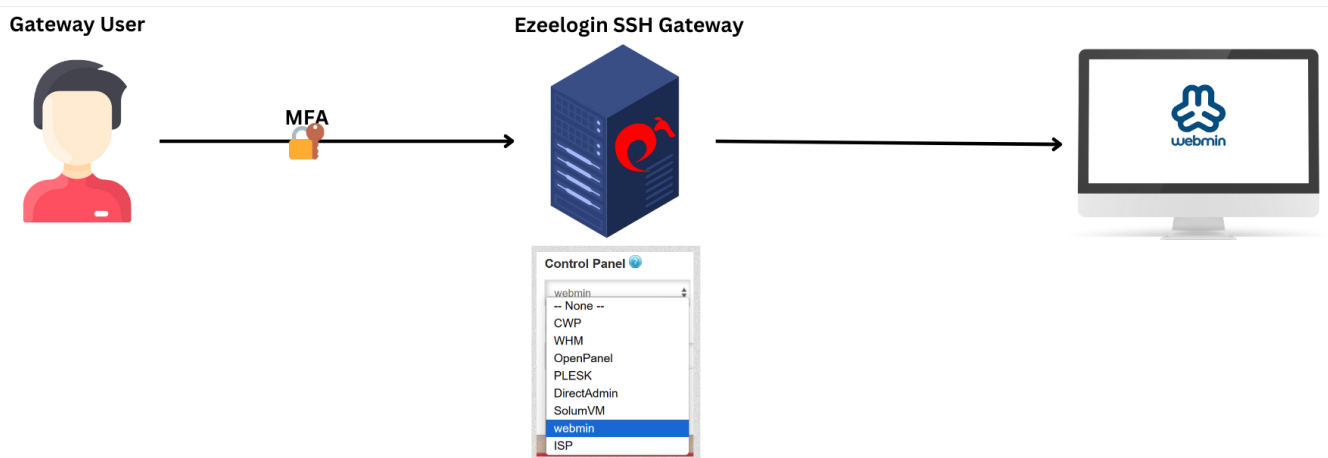 Gateway User
Ezeelogin SSH Gateway
MFA
webmin
Control Panel
webmin
-- None --
CWP
WHM
OpenPanel
PLESK
DirectAdmin
SolumVM
webmin
ISP